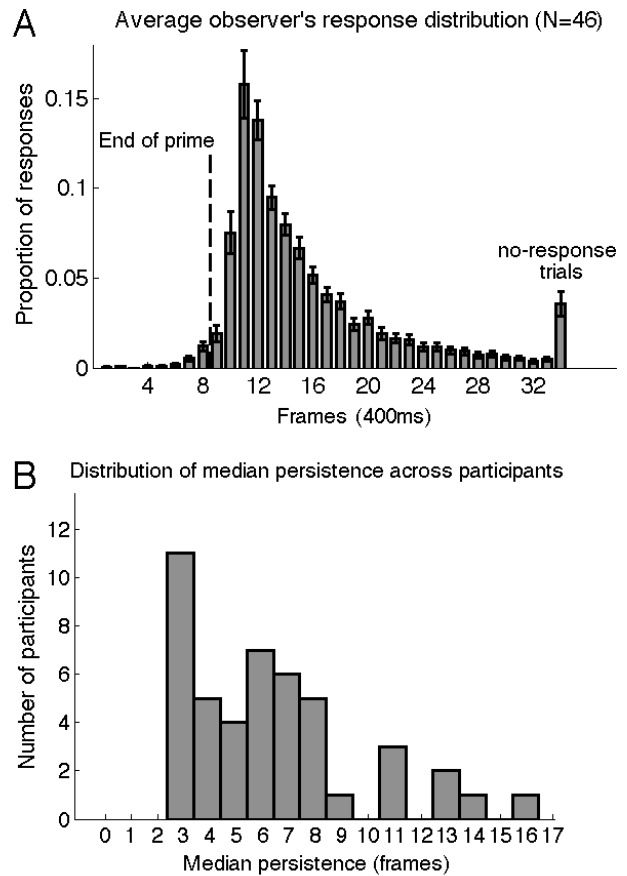 A
Average observer's response distribution (N=46)
Proportion of responses
0.15
0.1
0.05
0
End of prime
no-response
trials
4 8 12 16 20 24 28 32
Frames (400ms)
B
Distribution of median persistence across participants
Number of participants
12
10
8
6
4
2
0
0 1 2 3 4 5 6 7 8 9 10 11 12 13 14 15 16 17
Median persistence (frames)